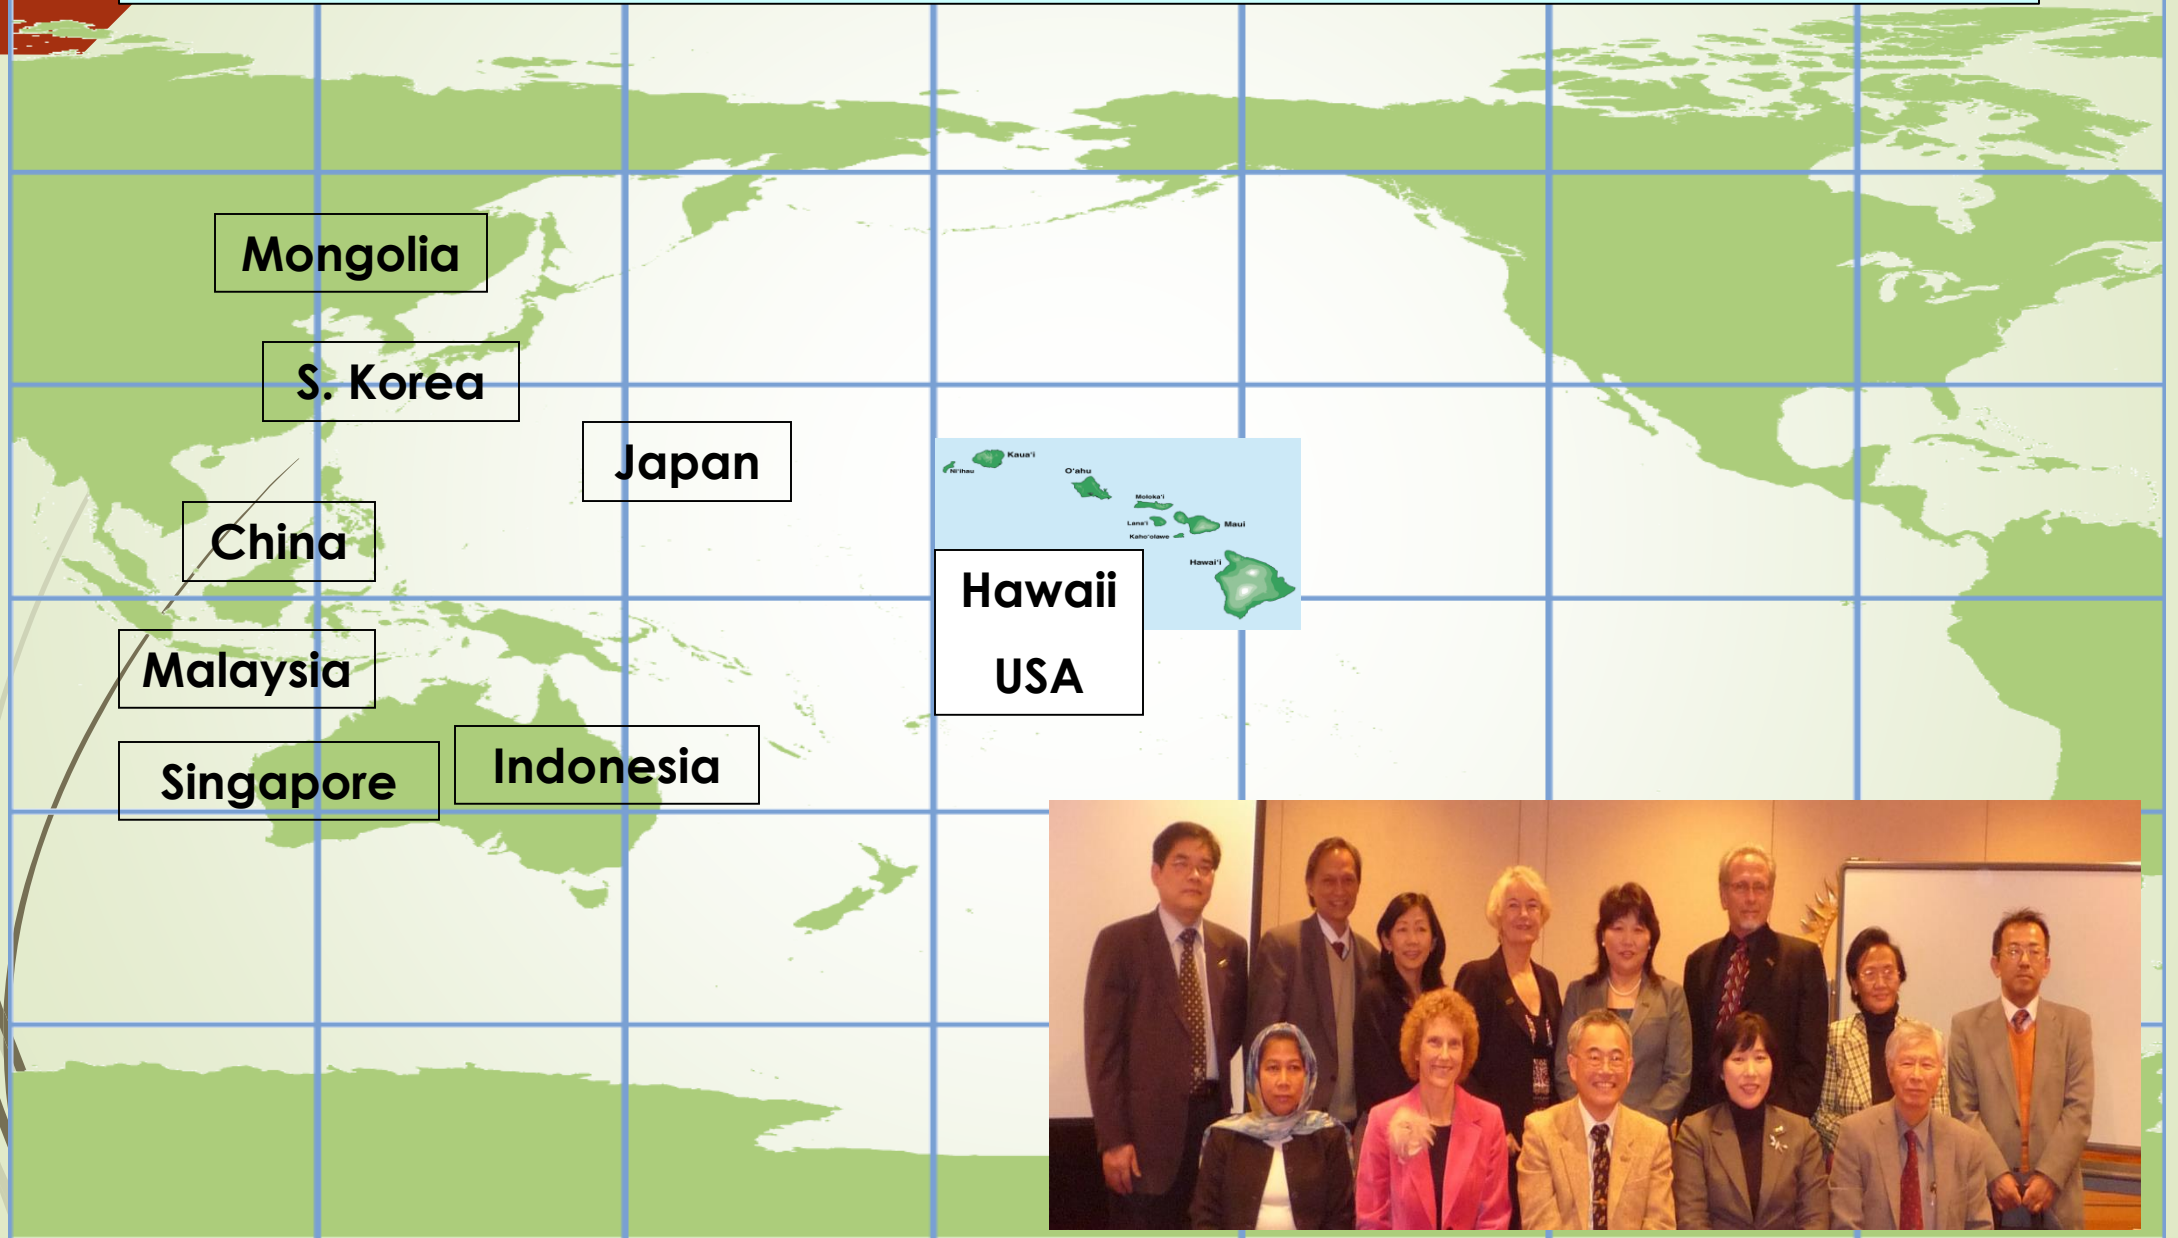 Mongolia
S. Korea
Japan
China
Malaysia
Singapore
Indonesia
Kaua'i
Ni'ihau
O'ahu
Moloka'i
Lana'i
Maui
Kaho'olawe
Hawai'i
Hawaii
USA